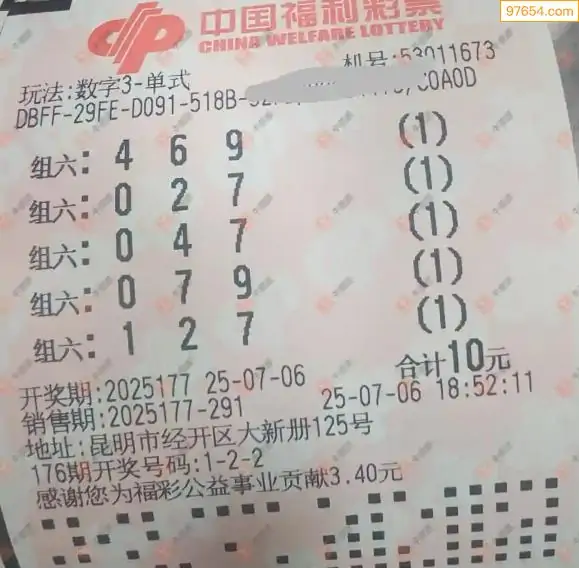 97654.com
中国福利彩票
CHINA WELFARE LOTTERY
玩法:数字3-单式 机号:53011673
DBFF-29FE-D091-518B- /C0A0D
组六: 4 6 9 (1)
组六: 0 2 7 (1)
组六: 0 4 7 (1)
组六: 0 7 9 (1)
组六: 1 2 7 (1)
合计10元
开奖期:2025177 25-07-06
销售期:2025177-291 25-07-06 18:52:11
地址:昆明市经开区大新册125号
176期开奖号码:1-2-2
感谢您为福彩公益事业贡献3.40元